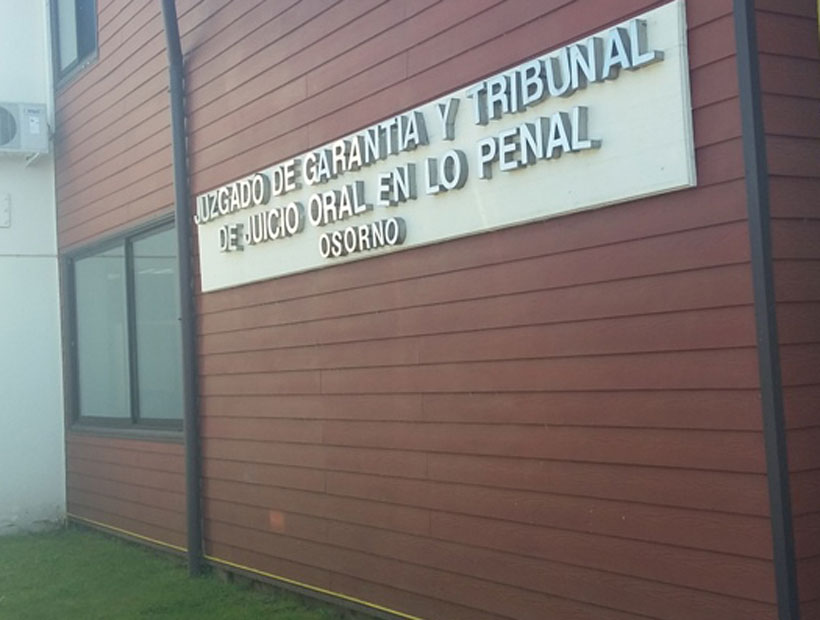 JUZGADO DE GARANTIA Y TRIBUNAL
DE JUICIO ORAL EN LO PENAL
OSORNO